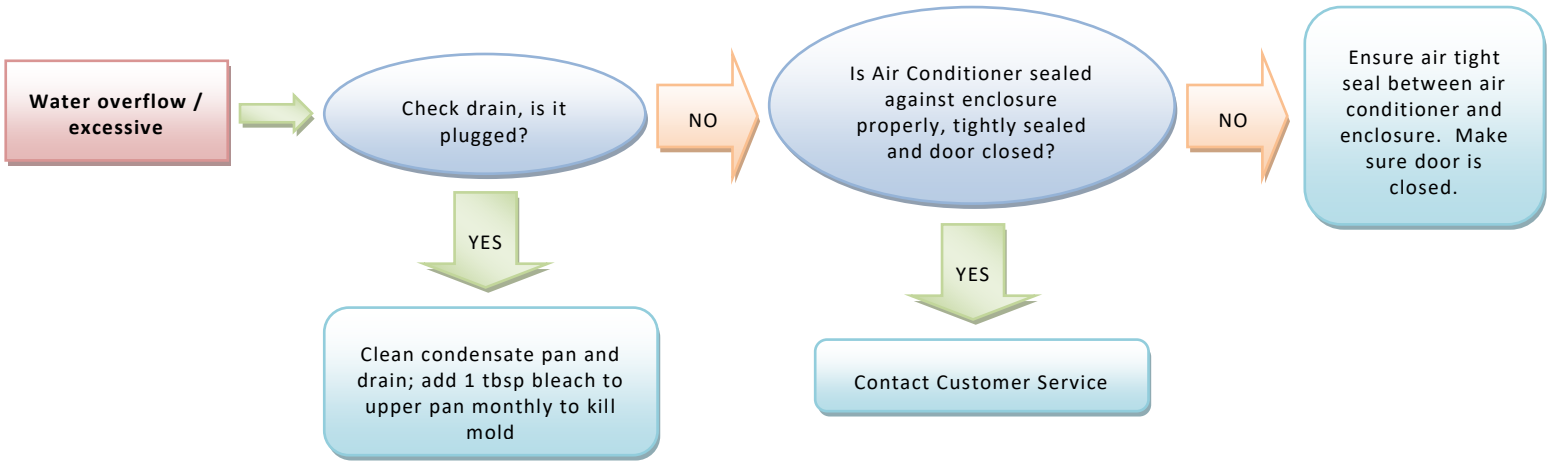 Water overflow /
excessive
Check drain, is it
plugged?
NO
Is Air Conditioner sealed
against enclosure
properly, tightly sealed
and door closed?
NO
Ensure air tight
seal between air
conditioner and
enclosure.  Make
sure door is
closed.
YES
YES
Clean condensate pan and
drain; add 1 tbsp bleach to
upper pan monthly to kill
mold
Contact Customer Service